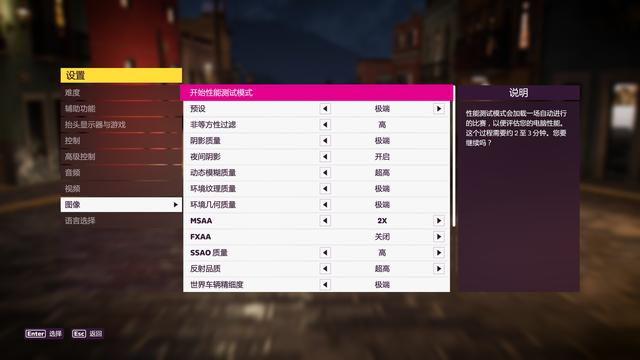 设置
难度
辅助功能
抬头显示器与游戏
控制
高级控制
音频
视频
图像
语言选择
开始性能测试模式
预设 极端
非等方性过滤 高
阴影质量 极端
夜间阴影 开启
动态模糊质量 超高
环境纹理质量 极端
环境几何质量 极端
MSAA 2X
FXAA 关闭
SSAO 质量 高
反射品质 超高
世界车辆精细度 极端
说明
性能测试模式会加载一场自动进行
的比赛，以便评估您的电脑性能。
这个过程需要约 2 至 3 分钟。您要
继续吗？
Enter 选择 Esc 返回